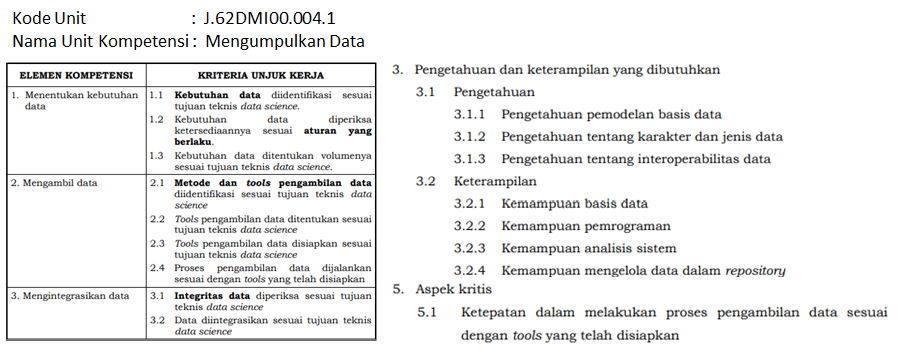 Kode Unit : J.62DMI00.004.1
Nama Unit Kompetensi : Mengumpulkan Data
ELEMEN KOMPETENSI KRITERIA UNJUK KERJA
1. Menentukan kebutuhan data
1.1 Kebutuhan data diidentifikasi sesuai
tujuan teknis data science.
1.2 Kebutuhan data diperiksa
ketersediaannya sesuai aturan yang
berlaku.
1.3 Kebutuhan data ditentukan volumenya
sesuai tujuan teknis data science.
2. Mengambil data
2.1 Metode dan tools pengambilan data
diidentifikasi sesuai tujuan teknis data
science
2.2 Tools pengambilan data ditentukan sesuai
tujuan teknis data science
2.3 Tools pengambilan data disiapkan sesuai
tujuan teknis data science
2.4 Proses pengambilan data dijalankan
sesuai dengan tools yang telah disiapkan
3. Mengintegrasikan data
3.1 Integritas data diperiksa sesuai tujuan
teknis data science
3.2 Data diintegrasikan sesuai tujuan teknis
data science
3. Pengetahuan dan keterampilan yang dibutuhkan
3.1 Pengetahuan
3.1.1 Pengetahuan pemodelan basis data
3.1.2 Pengetahuan tentang karakter dan jenis data
3.1.3 Pengetahuan tentang interoperabilitas data
3.2 Keterampilan
3.2.1 Kemampuan basis data
3.2.2 Kemampuan pemrograman
3.2.3 Kemampuan analisis sistem
3.2.4 Kemampuan mengelola data dalam repository
5. Aspek kritis
5.1 Ketepatan dalam melakukan proses pengambilan data sesuai
dengan tools yang telah disiapkan